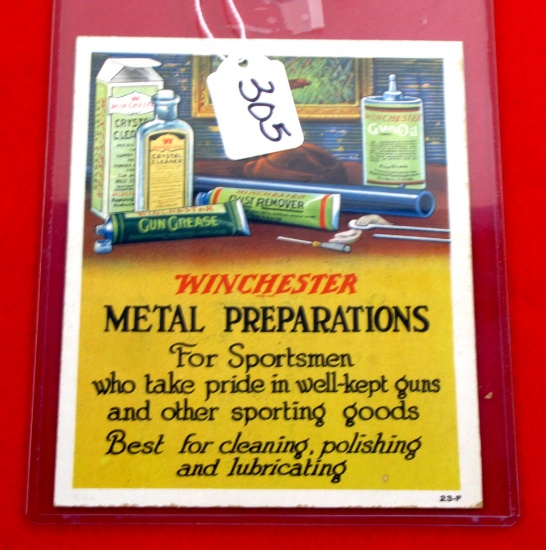 305
WINCHESTER
CRYSTAL
CLEANER
WINCHESTER
Gun Oil
CRYSTAL
CLEANER
WINCHESTER
RUST REMOVER
WINCHESTER
GUN GREASE
WINCHESTER
METAL PREPARATIONS
For Sportsmen
who take pride in well-kept guns
and other sporting goods
Best for cleaning, polishing
and lubricating
23-F